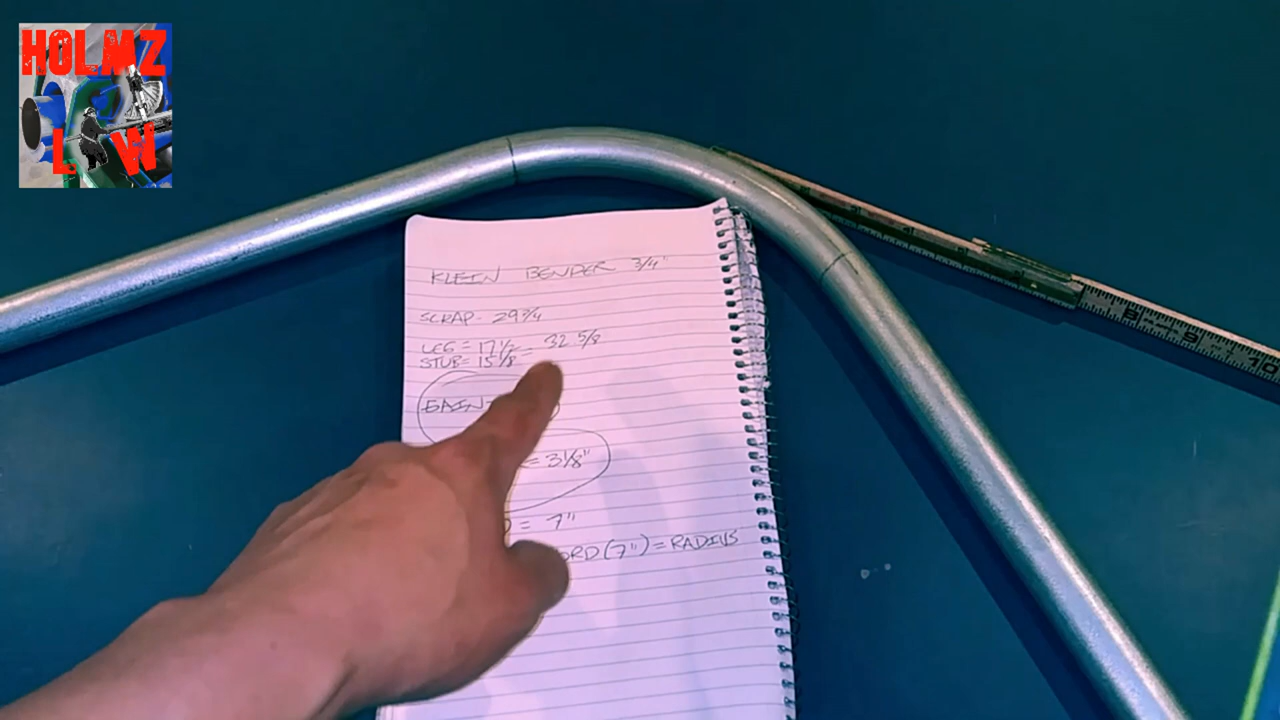 HOLMZ
L W
KLEIN BENDER 3/4"
SCRAP - 29 3/4
LEG = 17 1/2
STUB = 15 1/8 = 32 5/8
GAIN
= 3 1/8"
= 7"
ORD (7") = RADIUS
8 9 10